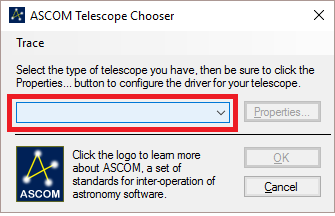 ASCOM Telescope Chooser
Trace
Select the type of telescope you have, then be sure to click the
Properties... button to configure the driver for your telescope.
Properties...
Click the logo to learn more
about ASCOM, a set of
standards for inter-operation of
astronomy software.
OK
Cancel
ASCOM